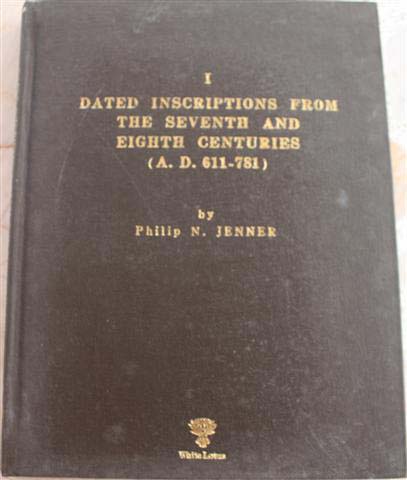 I
DATED INSCRIPTIONS FROM
THE SEVENTH AND
EIGHTH CENTURIES
(A. D. 611-781)
by
Philip N. JENNER
White Lotus